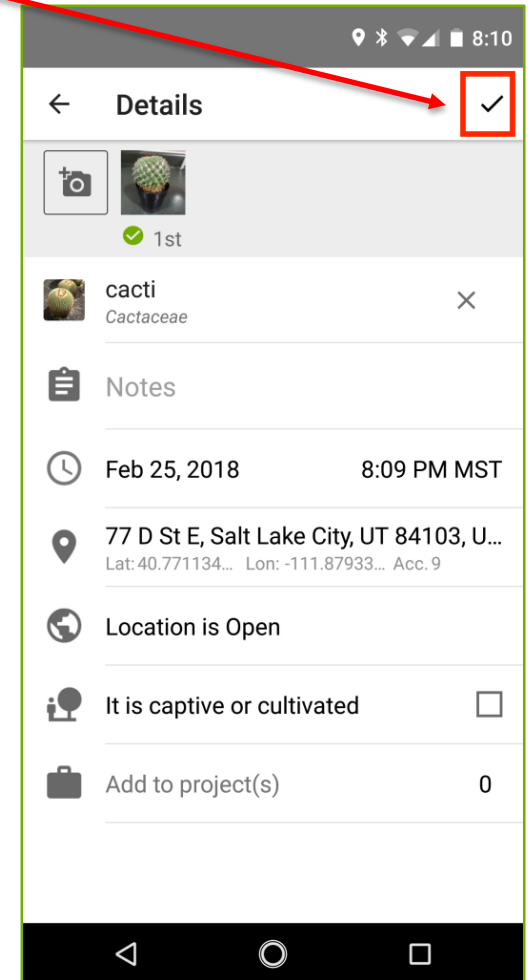 8:10
Details
1st
cacti
Cactaceae
Notes
Feb 25, 2018 8:09 PM MST
77 D St E, Salt Lake City, UT 84103, U...
Lat: 40.771134... Lon: -111.87933... Acc. 9
Location is Open
It is captive or cultivated
Add to project(s) 0